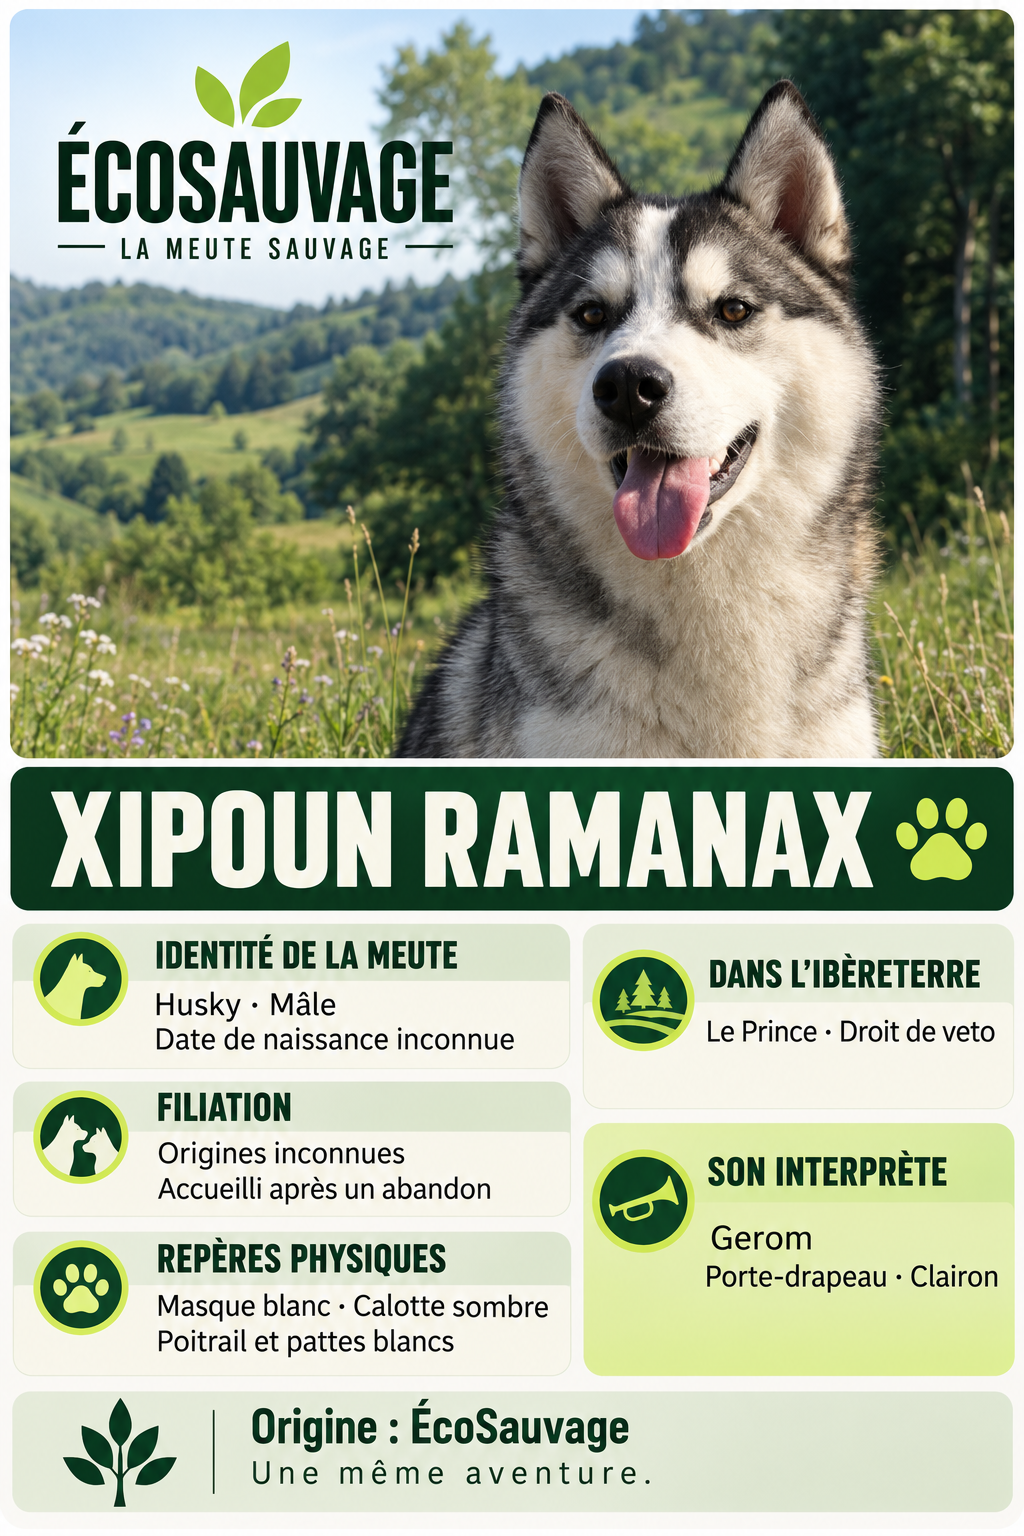 ÉCOSAUVAGE
LA MEUTE SAUVAGE
XIPOUN RAMANAX
IDENTITÉ DE LA MEUTE
Husky · Mâle
Date de naissance inconnue
FILIATION
Origines inconnues
Accueilli après un abandon
REPÈRES PHYSIQUES
Masque blanc · Calotte sombre
Poitrail et pattes blancs
DANS L’IBÈRETERRE
Le Prince · Droit de veto
SON INTERPRÈTE
Gerom
Porte-drapeau · Clairon
Origine : ÉcoSauvage
Une même aventure.